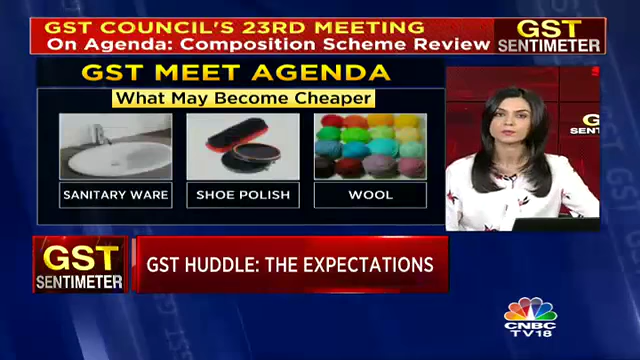 GST COUNCIL'S 23RD MEETING
On Agenda: Composition Scheme Review
GST
SENTIMETER
GST MEET AGENDA
What May Become Cheaper
SANITARY WARE
SHOE POLISH
WOOL
GST
GST
SENTIMETER
GST HUDDLE: THE EXPECTATIONS
CNBC
TV18